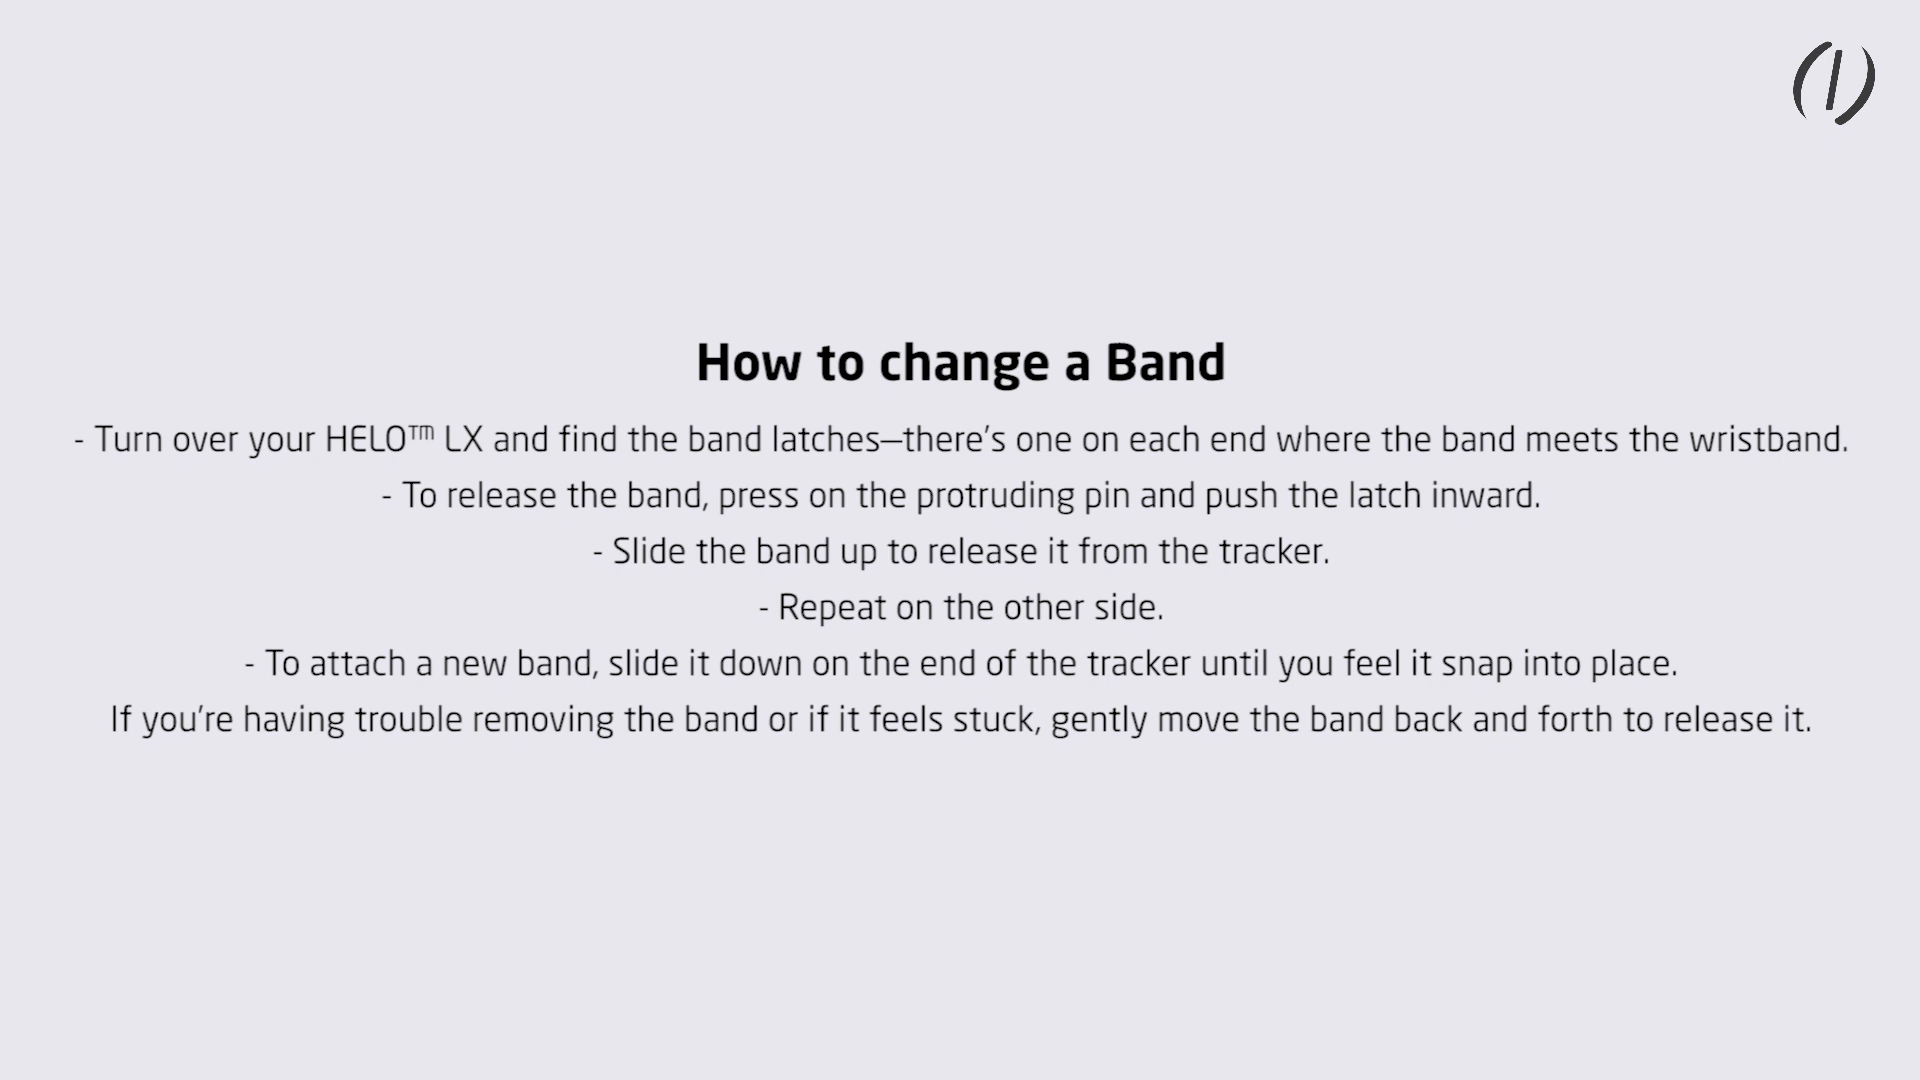 How to change a Band
- Turn over your HELO™ LX and find the band latches—there's one on each end where the band meets the wristband.
- To release the band, press on the protruding pin and push the latch inward.
- Slide the band up to release it from the tracker.
- Repeat on the other side.
- To attach a new band, slide it down on the end of the tracker until you feel it snap into place.
If you're having trouble removing the band or if it feels stuck, gently move the band back and forth to release it.